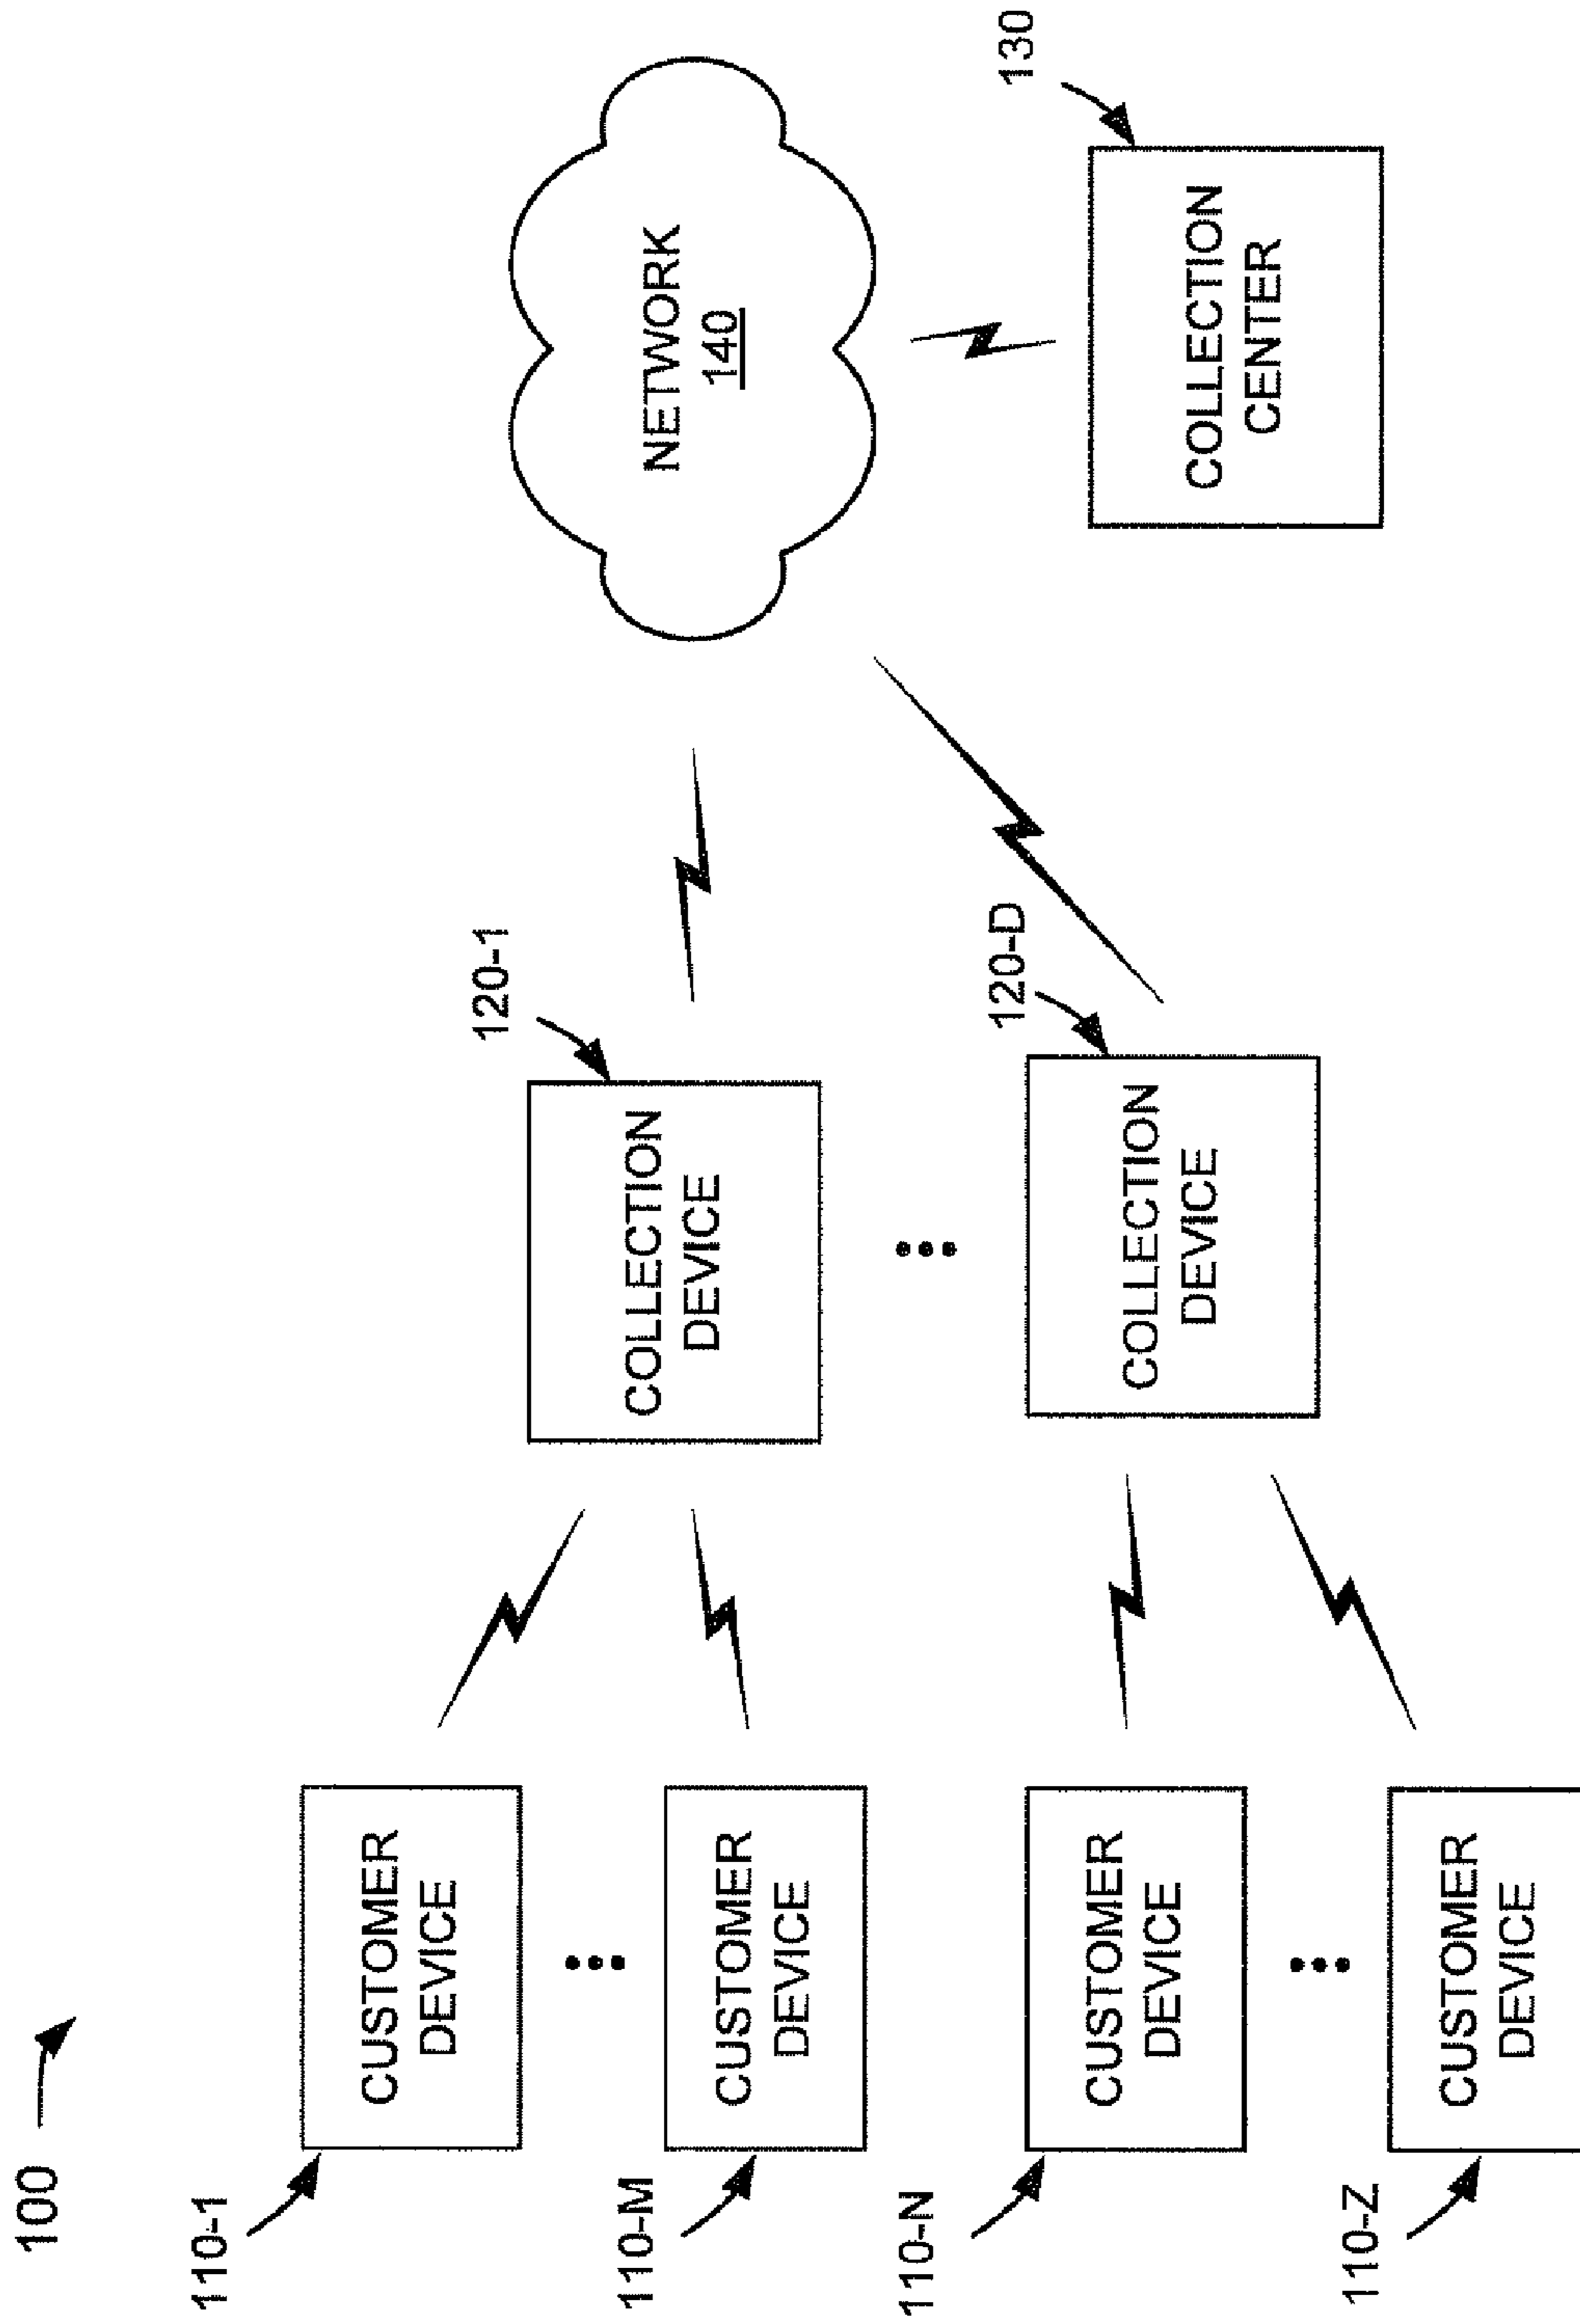 100
110-1
CUSTOMER
DEVICE
110-M
CUSTOMER
DEVICE
110-N
CUSTOMER
DEVICE
110-Z
CUSTOMER
DEVICE
120-1
COLLECTION
DEVICE
120-D
COLLECTION
DEVICE
NETWORK
140
130
COLLECTION
CENTER